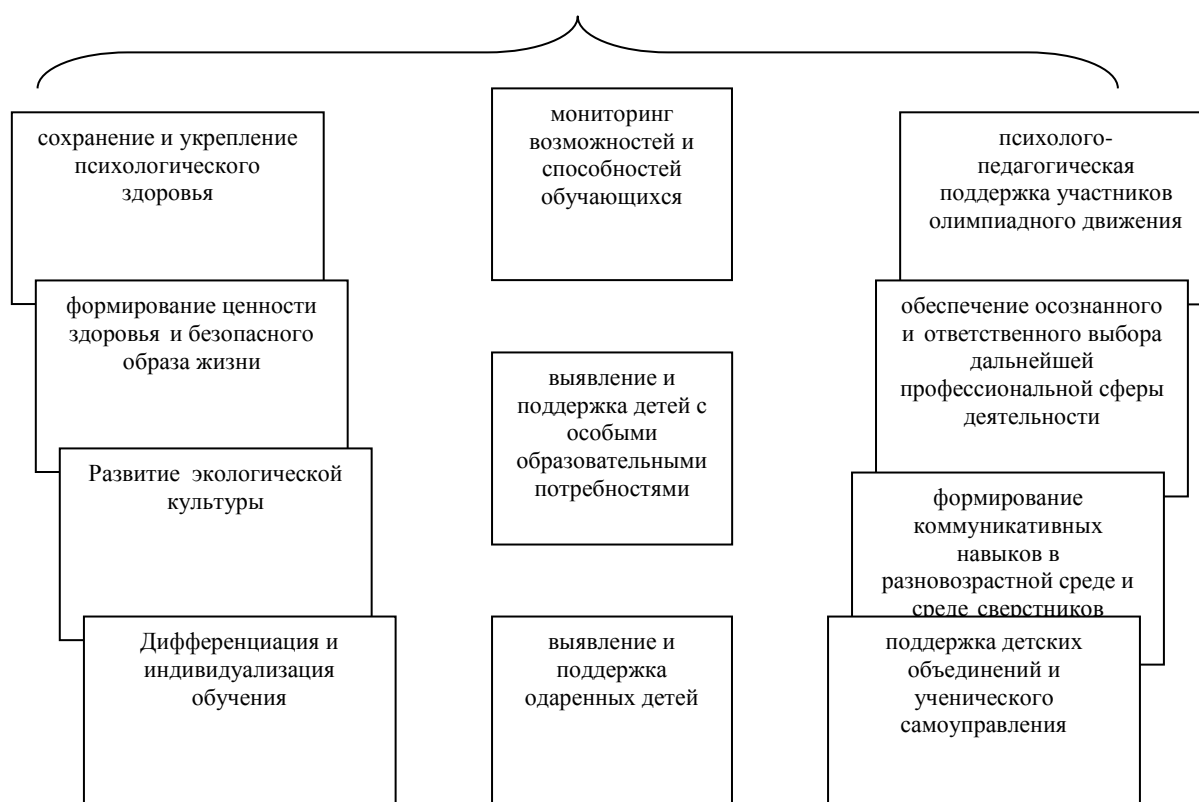 сохранение и укрепление
психологического
здоровья
формирование ценности
здоровья и безопасного
образа жизни
Развитие экологической
культуры
Дифференциация и
индивидуализация
обучения
мониторинг
возможностей и
способностей
обучающихся
выявление и
поддержка детей с
особыми
образовательными
потребностями
выявление и
поддержка
одаренных детей
психолого-
педагогическая
поддержка участников
олимпиадного движения
обеспечение осознанного
и ответственного выбора
дальнейшей
профессиональной сферы
деятельности
формирование
коммуникативных
навыков в
разновозрастной среде и
среде сверстников
поддержка детских
объединений и
ученического
самоуправления